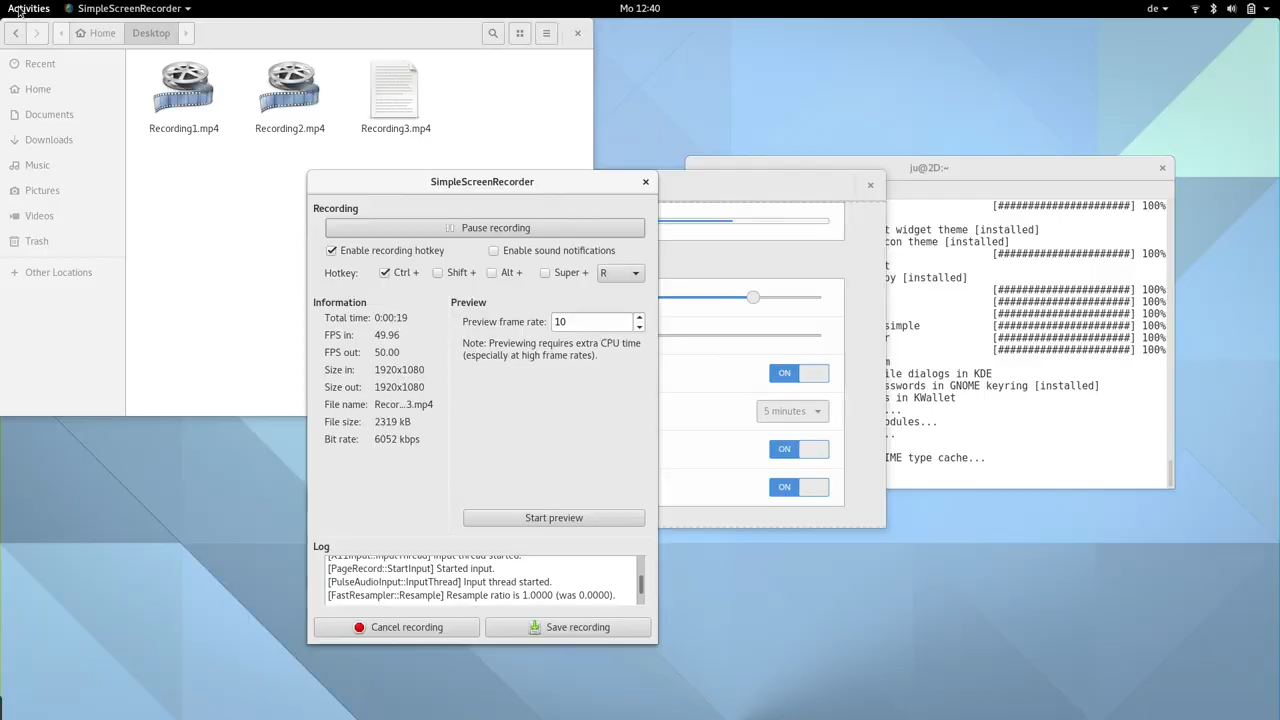 Activities
SimpleScreenRecorder
Mo 12:40
de
Home
Desktop
Recent
Home
Documents
Downloads
Music
Pictures
Videos
Trash
Other Locations
Recording1.mp4
Recording2.mp4
Recording3.mp4
SimpleScreenRecorder
Recording
Pause recording
Enable recording hotkey
Enable sound notifications
Hotkey: Ctrl + Shift + Alt + Super + R
Information
Total time: 0:00:19
FPS in: 49.96
FPS out: 50.00
Size in: 1920x1080
Size out: 1920x1080
File name: Recor...3.mp4
File size: 2319 kB
Bit rate: 6052 kbps
Preview
Preview frame rate: 10
Note: Previewing requires extra CPU time
(especially at high frame rates).
Start preview
Log
[X11Input::InputThread] Input thread started.
[PageRecord::StartInput] Started input.
[PulseAudioInput::InputThread] Input thread started.
[FastResampler::Resample] Resample ratio is 1.0000 (was 0.0000).
Cancel recording
Save recording
ON
5 minutes
ON
ON
ju@2D:~
[######################] 100%
t widget theme [installed]
con theme [installed]
[######################] 100%
t
py [installed]
[######################] 100%
[######################] 100%
[######################] 100%
simple [######################] 100%
r [######################] 100%
[######################] 100%
m
ile dialogs in KDE
sswords in GNOME keyring [installed]
s in KWallet
...
odules...
..
IME type cache...